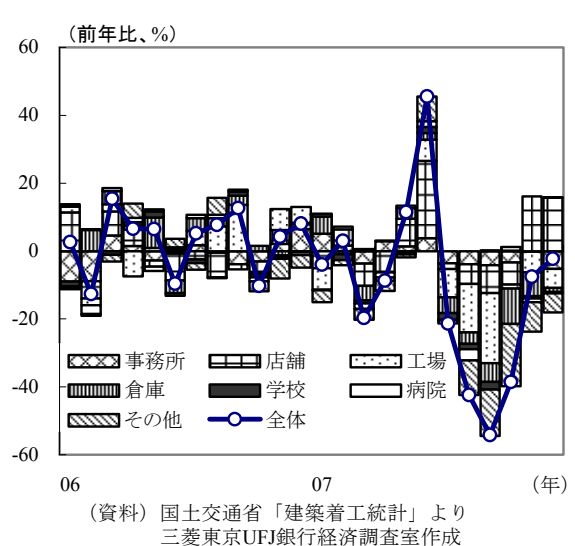 (前年比、%)
60
40
20
0
-20
-40
-60
事務所 店舗 工場
倉庫 学校 病院
その他 全体
06 07 (年)
（資料）国土交通省「建築着工統計」より
三菱東京UFJ銀行経済調査室作成